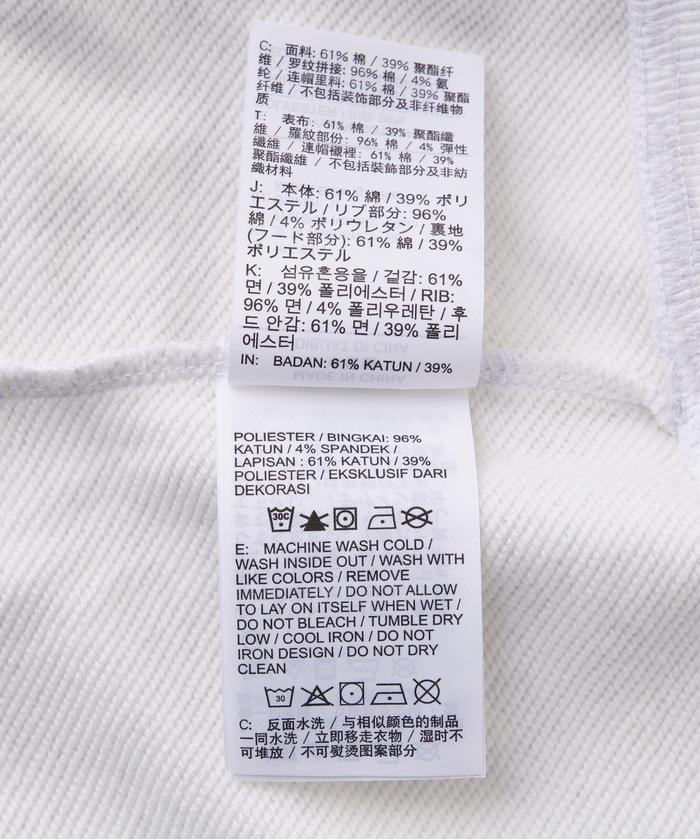 C: 面料: 61% 棉 / 39% 聚酯纤
维 / 罗纹拼接: 96% 棉 / 4% 氨
纶 / 连帽里料: 61% 棉 / 39% 聚酯
纤维 / 不包括装饰部分及非纤维物
质
T: 表布: 61% 棉 / 39% 聚酯纖
維 / 羅紋部份: 96% 棉 / 4% 彈性
纖維 / 連帽襯裡: 61% 棉 / 39%
聚酯纖維 / 不包括裝飾部分及非紡
織材料
J: 本体: 61% 綿 / 39% ポリ
エステル / リブ部分: 96%
綿 / 4% ポリウレタン / 裏地
(フード部分): 61% 綿 / 39%
ポリエステル
K: 섬유혼용율 / 겉감: 61%
면 / 39% 폴리에스터 / RIB:
96% 면 / 4% 폴리우레탄 / 후
드 안감: 61% 면 / 39% 폴리
에스터
IN: BADAN: 61% KATUN / 39%
POLIESTER / BINGKAI: 96%
KATUN / 4% SPANDEK /
LAPISAN : 61% KATUN / 39%
POLIESTER / EKSKLUSIF DARI
DEKORASI
30C
E: MACHINE WASH COLD /
WASH INSIDE OUT / WASH WITH
LIKE COLORS / REMOVE
IMMEDIATELY / DO NOT ALLOW
TO LAY ON ITSELF WHEN WET /
DO NOT BLEACH / TUMBLE DRY
LOW / COOL IRON / DO NOT
IRON DESIGN / DO NOT DRY
CLEAN
30
C: 反面水洗 / 与相似颜色的制品
一同水洗 / 立即移走衣物 / 湿时不
可堆放 / 不可熨烫图案部分